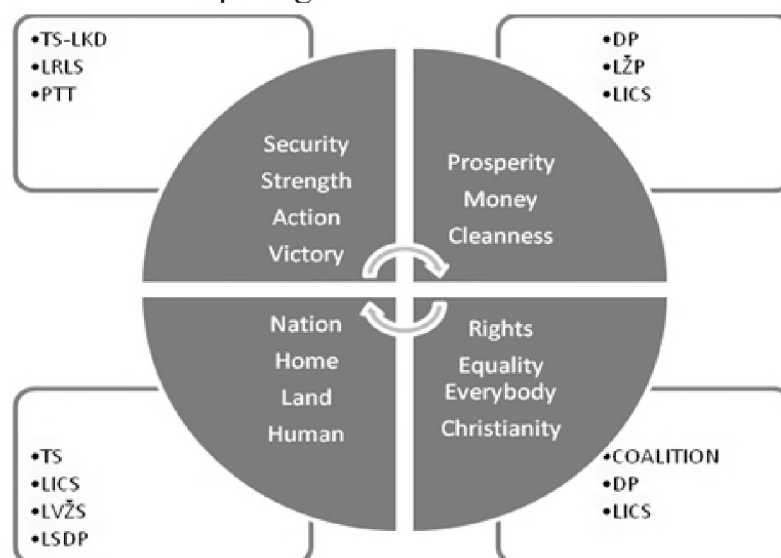 •TS-LKD
•LRLS
•PTT
•DP
•LŽP
•LICS
Security
Strength
Action
Victory
Prosperity
Money
Cleanness
Nation
Home
Land
Human
Rights
Equality
Everybody
Christianity
•TS
•LICS
•LVŽS
•LSDP
•COALITION
•DP
•LICS